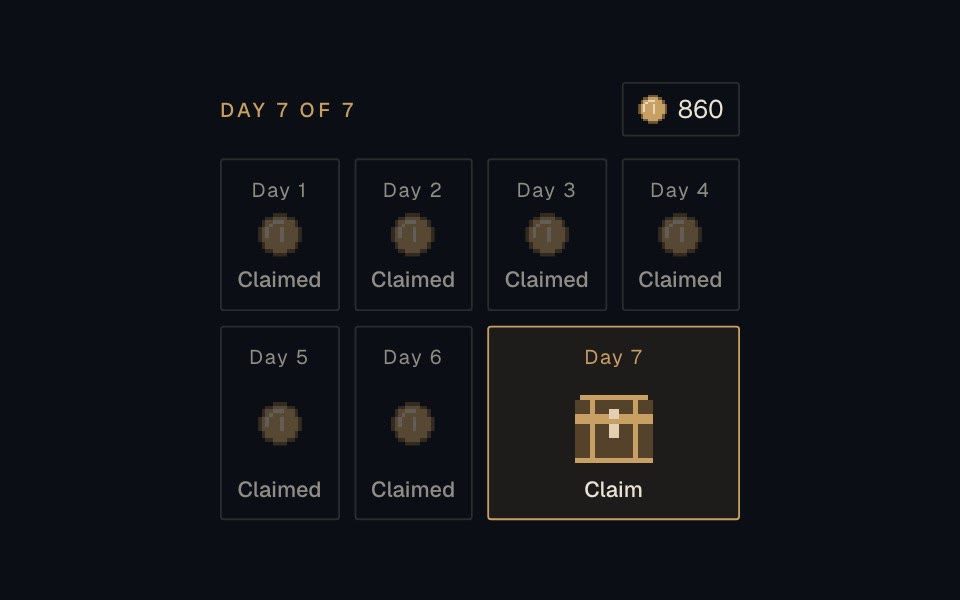 DAY 7 OF 7
860
Day 1
Claimed
Day 2
Claimed
Day 3
Claimed
Day 4
Claimed
Day 5
Claimed
Day 6
Claimed
Day 7
Claim